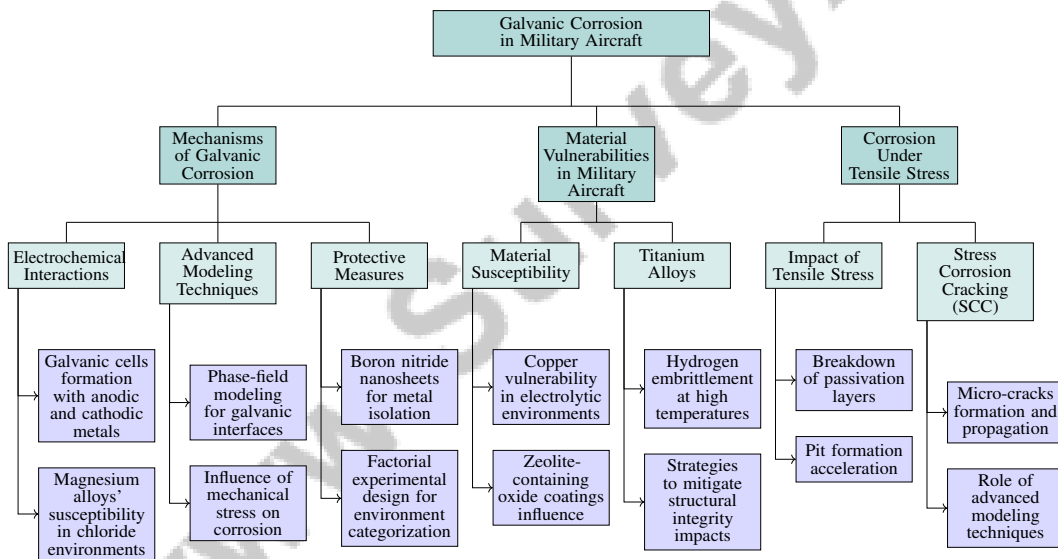 Galvanic Corrosion
in Military Aircraft
Mechanisms
of Galvanic
Corrosion
Material
Vulnerabilities
in Military
Aircraft
Corrosion
Under
Tensile Stress
Electrochemical
Interactions
Advanced
Modeling
Techniques
Protective
Measures
Material
Susceptibility
Titanium
Alloys
Impact of
Tensile Stress
Stress
Corrosion
Cracking
(SCC)
Galvanic cells
formation
with anodic
and cathodic
metals
Phase-field
modeling
for galvanic
interfaces
Boron nitride
nanosheets
for metal
isolation
Copper
vulnerability
in electrolytic
environments
Hydrogen
embrittlement
at high
temperatures
Breakdown
of passivation
layers
Micro-cracks
formation and
propagation
Magnesium
alloys'
susceptibility
in chloride
environments
Influence of
mechanical
stress on
corrosion
Factorial
experimental
design for
environment
categorization
Zeolite-
containing
oxide coatings
influence
Strategies
to mitigate
structural
integrity
impacts
Pit formation
acceleration
Role of
advanced
modeling
techniques
www Survey